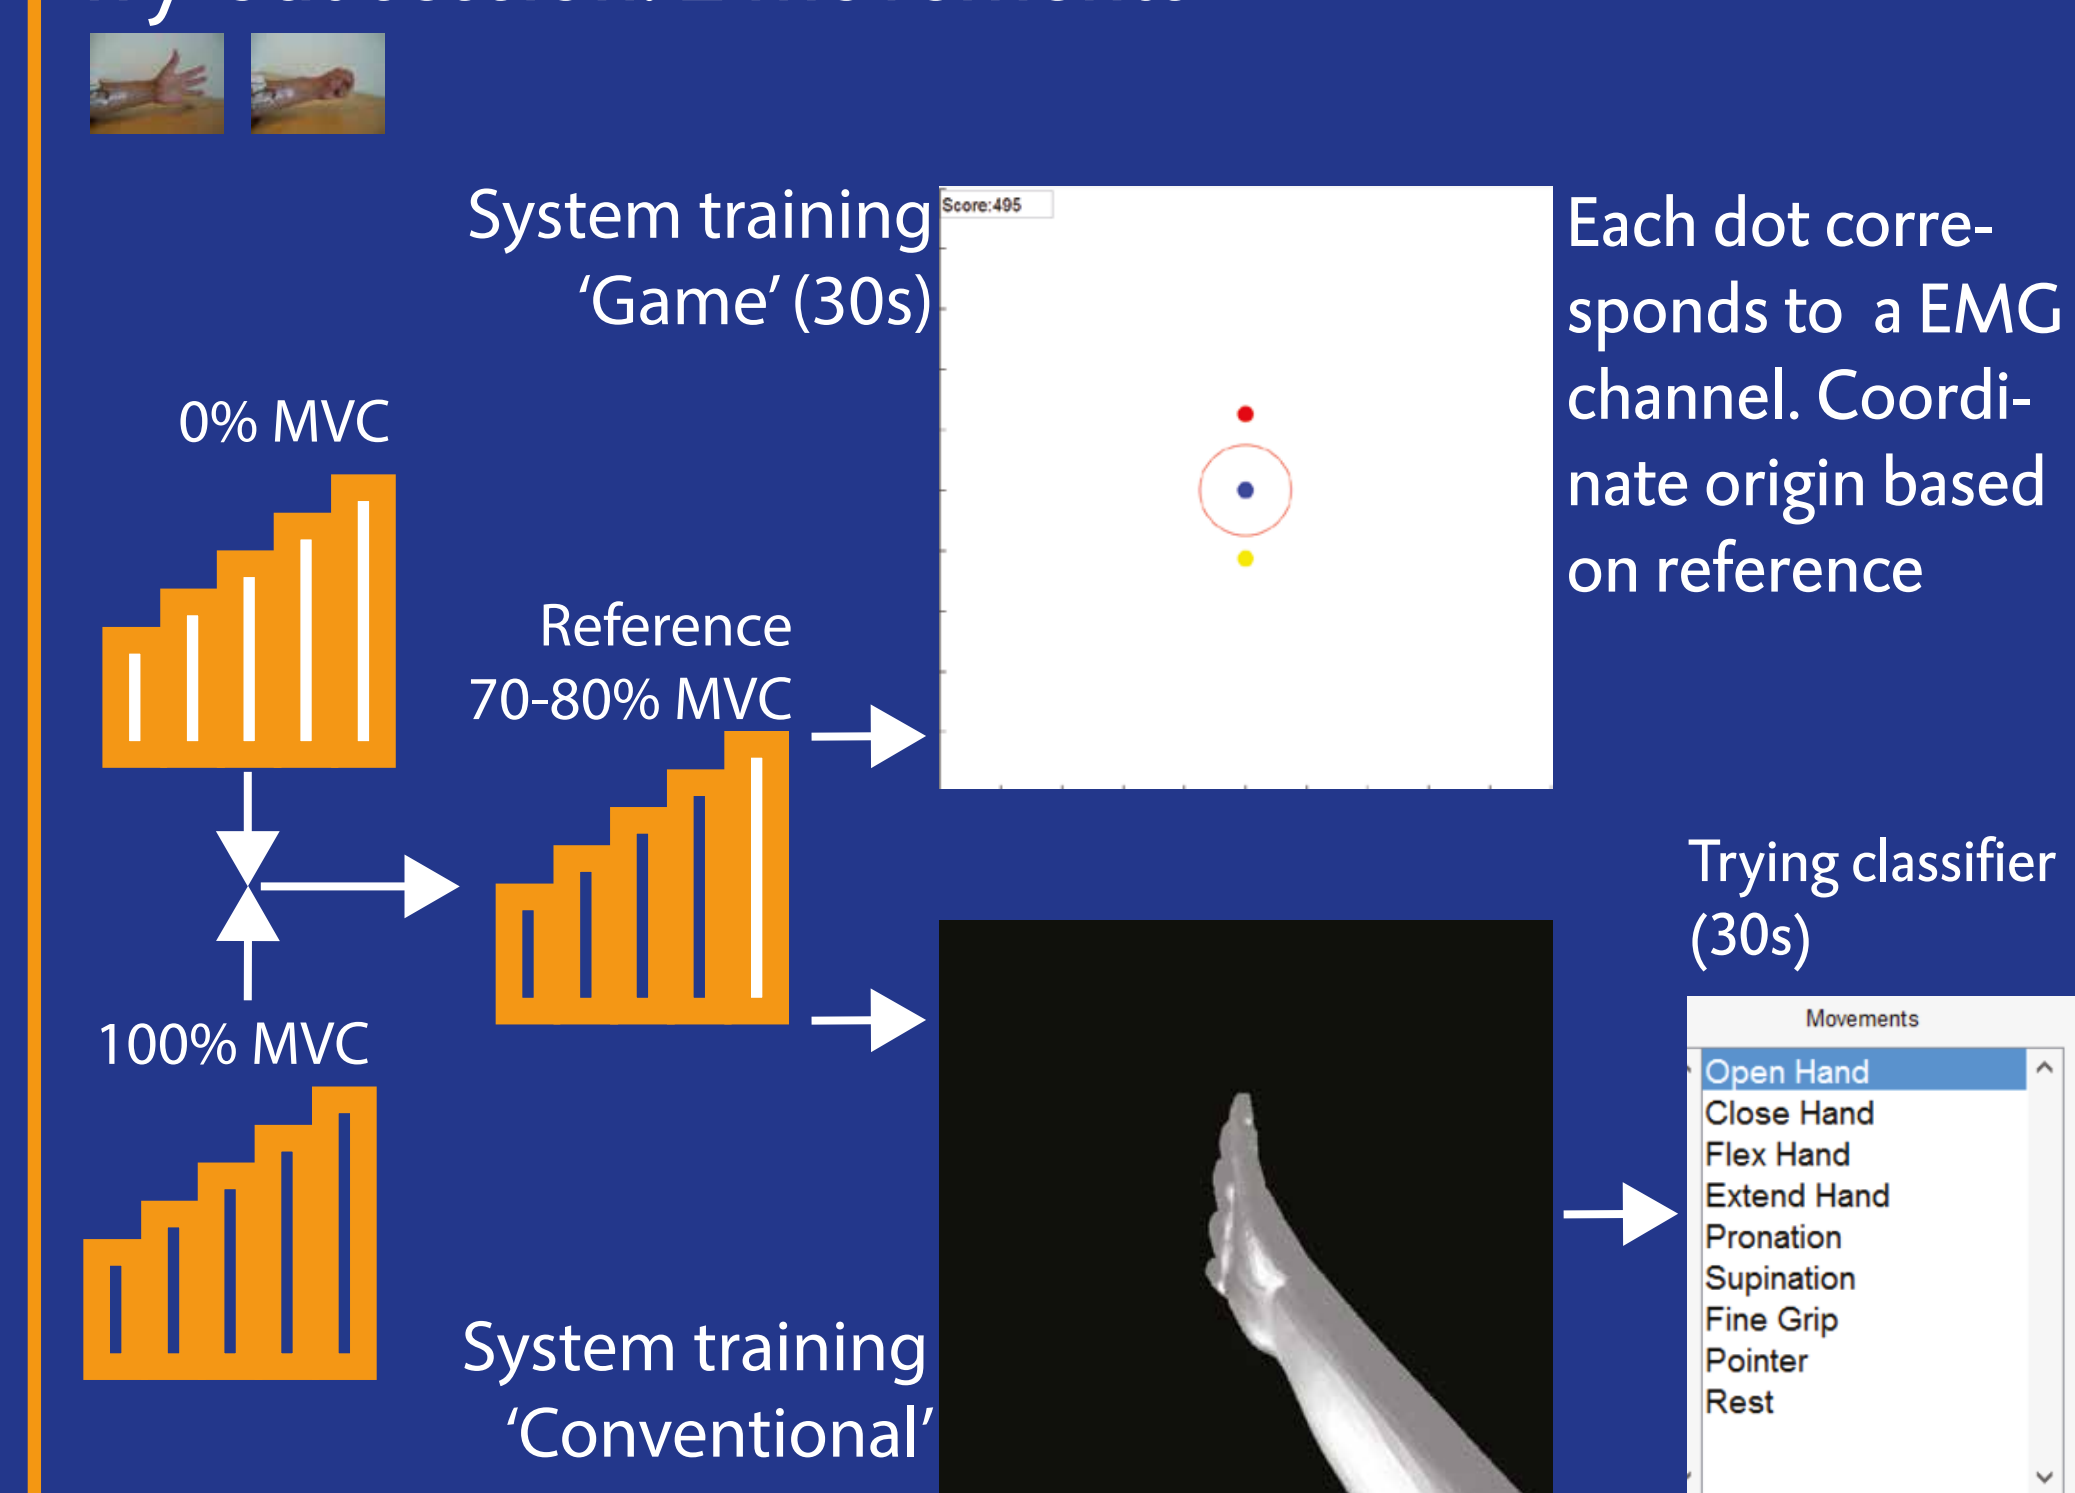 System training
‘Game’ (30s)
Score:495
Each dot corre-
sponds to  a EMG
channel. Coordi-
nate origin based
on reference
0% MVC
Reference
70-80% MVC
100% MVC
System training
‘Conventional’
Trying classifier
(30s)
Movements
Open Hand
Close Hand
Flex Hand
Extend Hand
Pronation
Supination
Fine Grip
Pointer
Rest